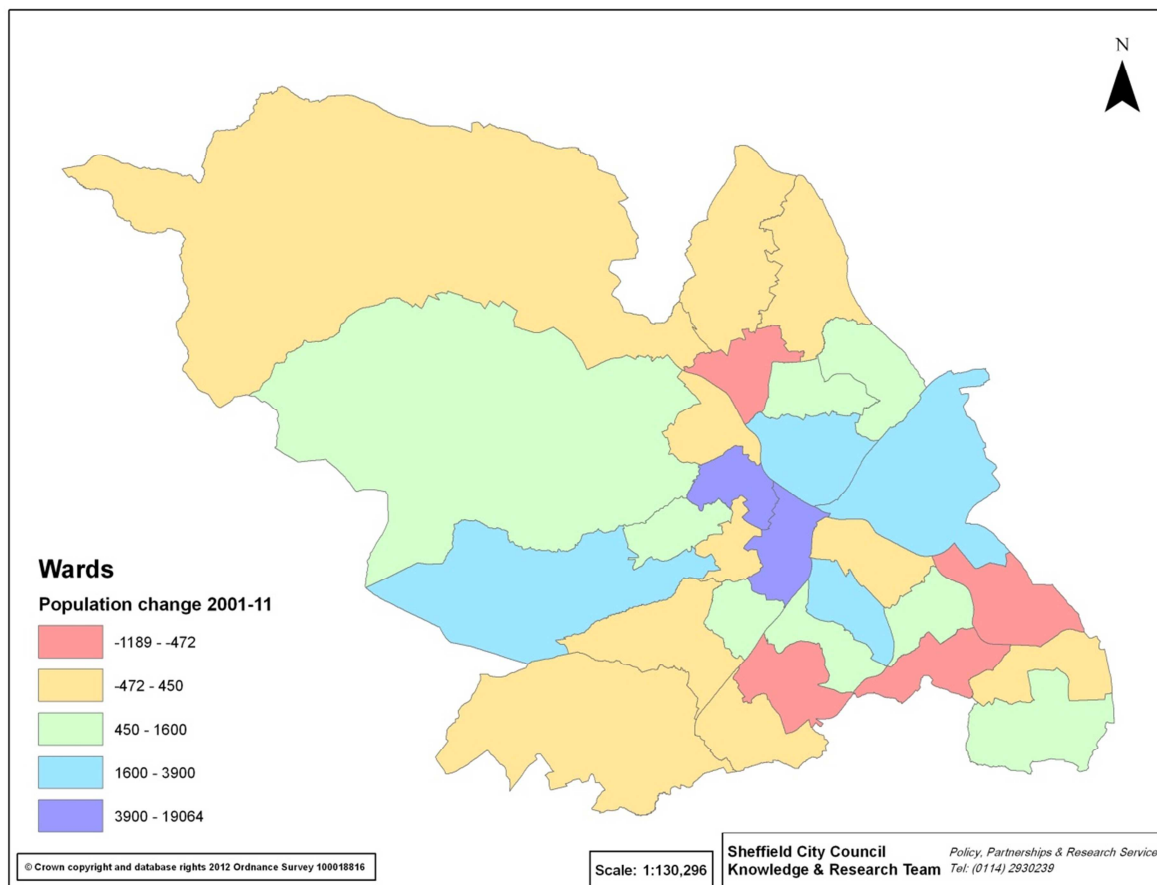 N
Wards
Population change 2001-11
-1189 - -472
-472 - 450
450 - 1600
1600 - 3900
3900 - 19064
© Crown copyright and database rights 2012 Ordnance Survey 100018816
Scale: 1:130,296
Sheffield City Council
Knowledge & Research Team
Policy, Partnerships & Research Service
Tel: (0114) 2930239